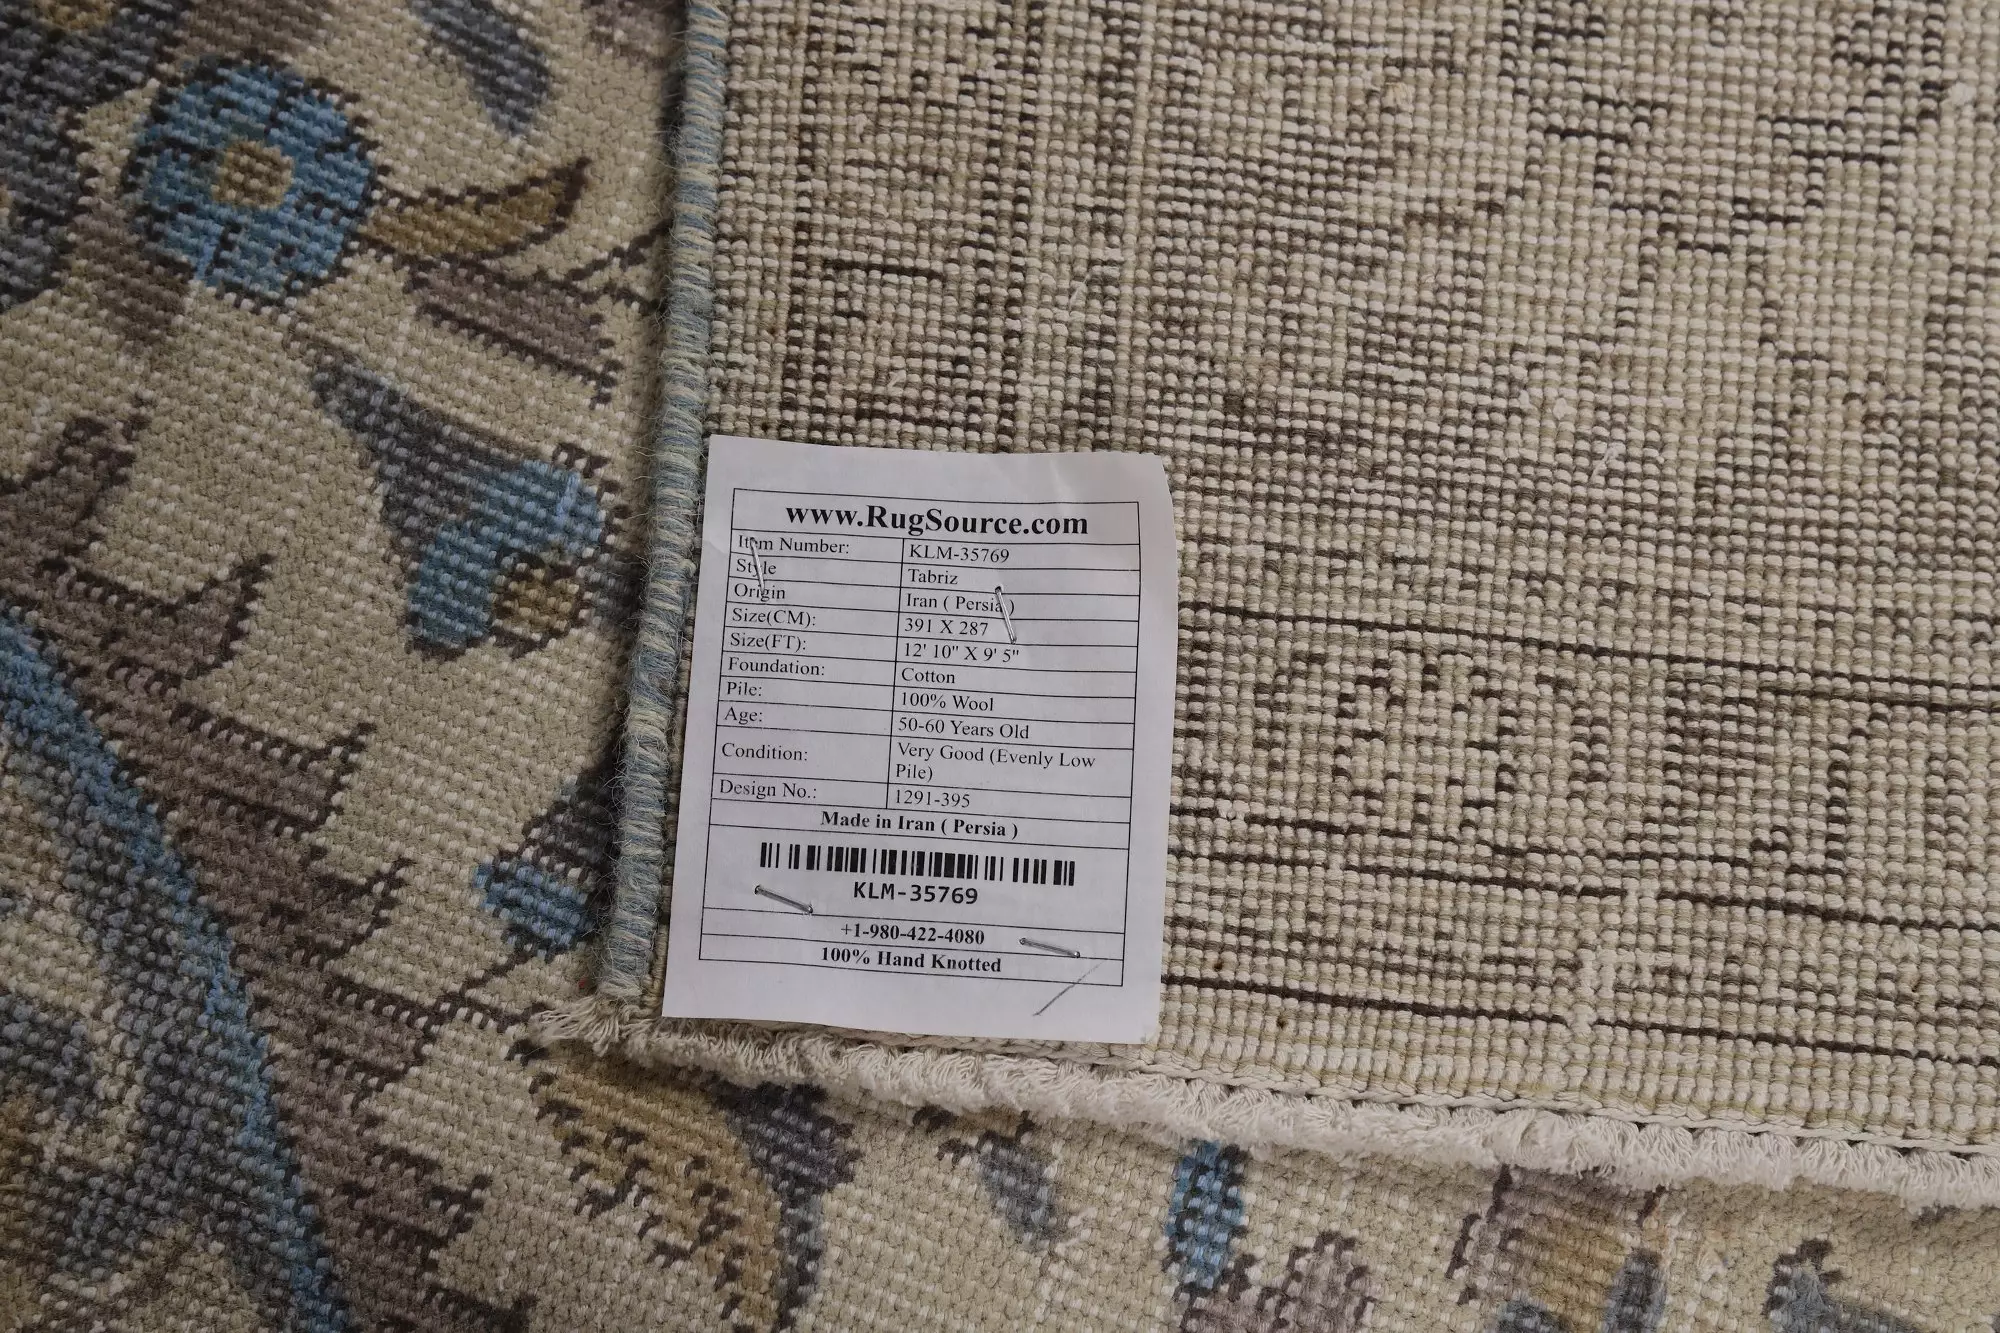 www.RugSource.com
Item Number: KLM-35769
Style Tabriz
Origin Iran ( Persia )
Size(CM): 391 X 287
Size(FT): 12' 10" X 9' 5"
Foundation: Cotton
Pile: 100% Wool
Age: 50-60 Years Old
Condition: Very Good (Evenly Low
Pile)
Design No.: 1291-395
Made in Iran ( Persia )
KLM-35769
+1-980-422-4080
100% Hand Knotted